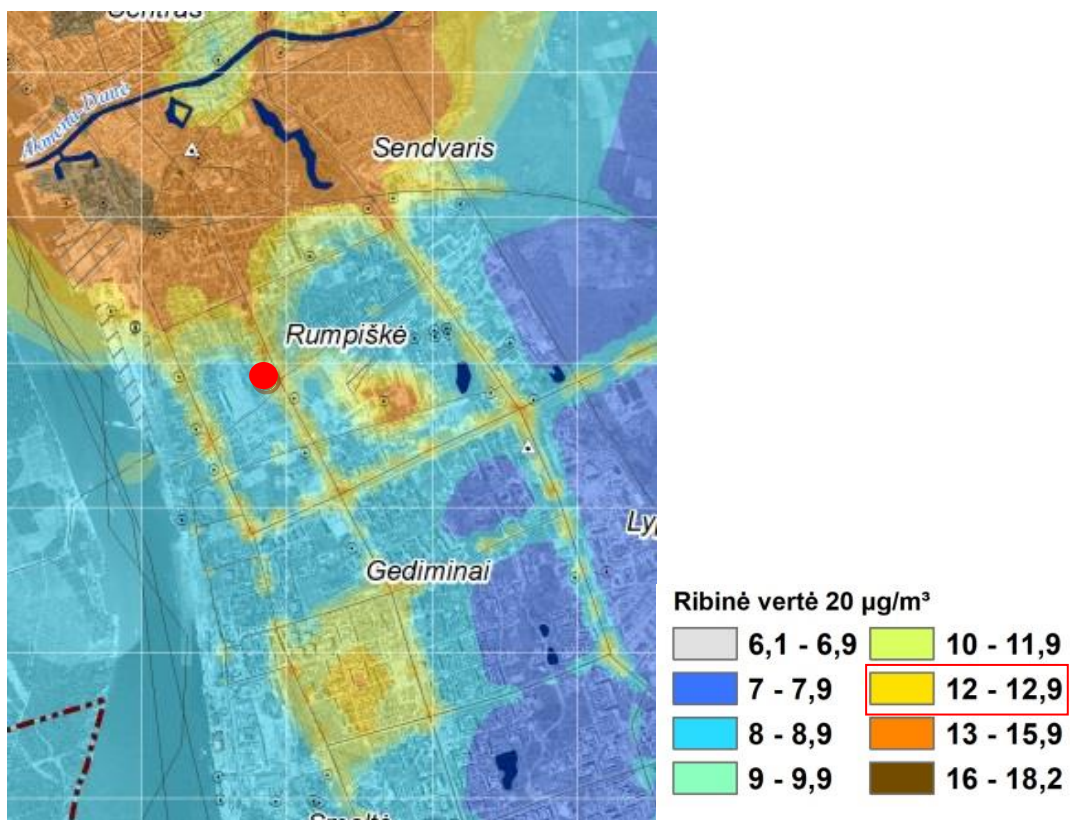 Akmena-Danė
Sendvaris
Rumpiškė
Gediminai
Ribinė vertė 20 µg/m³
6,1 - 6,9
10 - 11,9
7 - 7,9
12 - 12,9
8 - 8,9
13 - 15,9
9 - 9,9
16 - 18,2